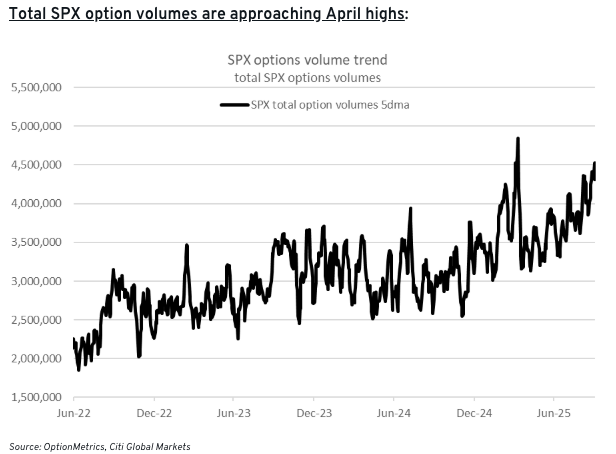 Total SPX option volumes are approaching April highs:
SPX options volume trend
total SPX options volumes
SPX total option volumes 5dma
5,500,000
5,000,000
4,500,000
4,000,000
3,500,000
3,000,000
2,500,000
2,000,000
1,500,000
Jun-22 Dec-22 Jun-23 Dec-23 Jun-24 Dec-24 Jun-25
Source: OptionMetrics, Citi Global Markets